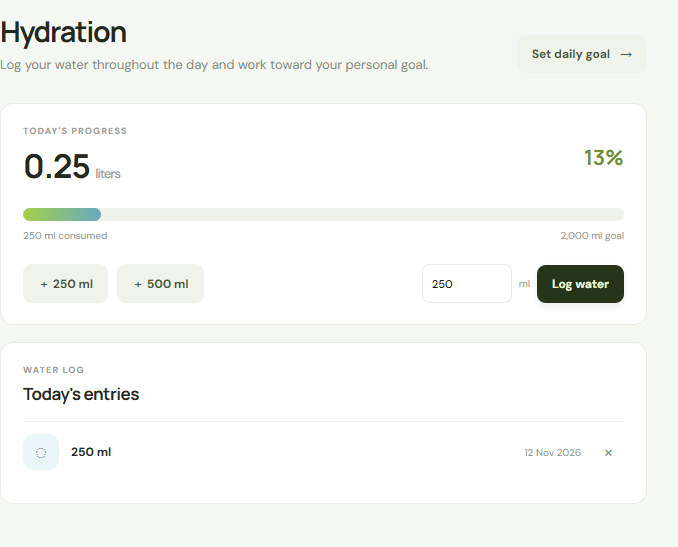 Hydration
Log your water throughout the day and work toward your personal goal.
Set daily goal →
TODAY'S PROGRESS
0.25 liters
13%
250 ml consumed
2,000 ml goal
+ 250 ml
+ 500 ml
250
ml
Log water
WATER LOG
Today's entries
250 ml
12 Nov 2026
×